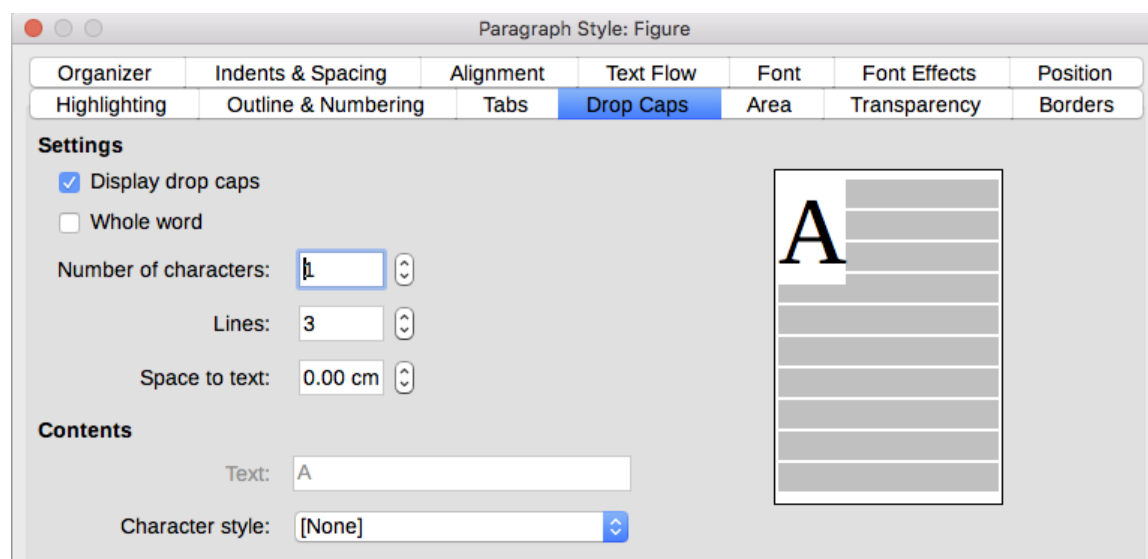 Paragraph Style: Figure
Organizer Indents & Spacing Alignment Text Flow Font Font Effects Position
Highlighting Outline & Numbering Tabs Drop Caps Area Transparency Borders
Settings
Display drop caps
Whole word
Number of characters: 1
Lines: 3
Space to text: 0.00 cm
A
Contents
Text: A
Character style: [None]